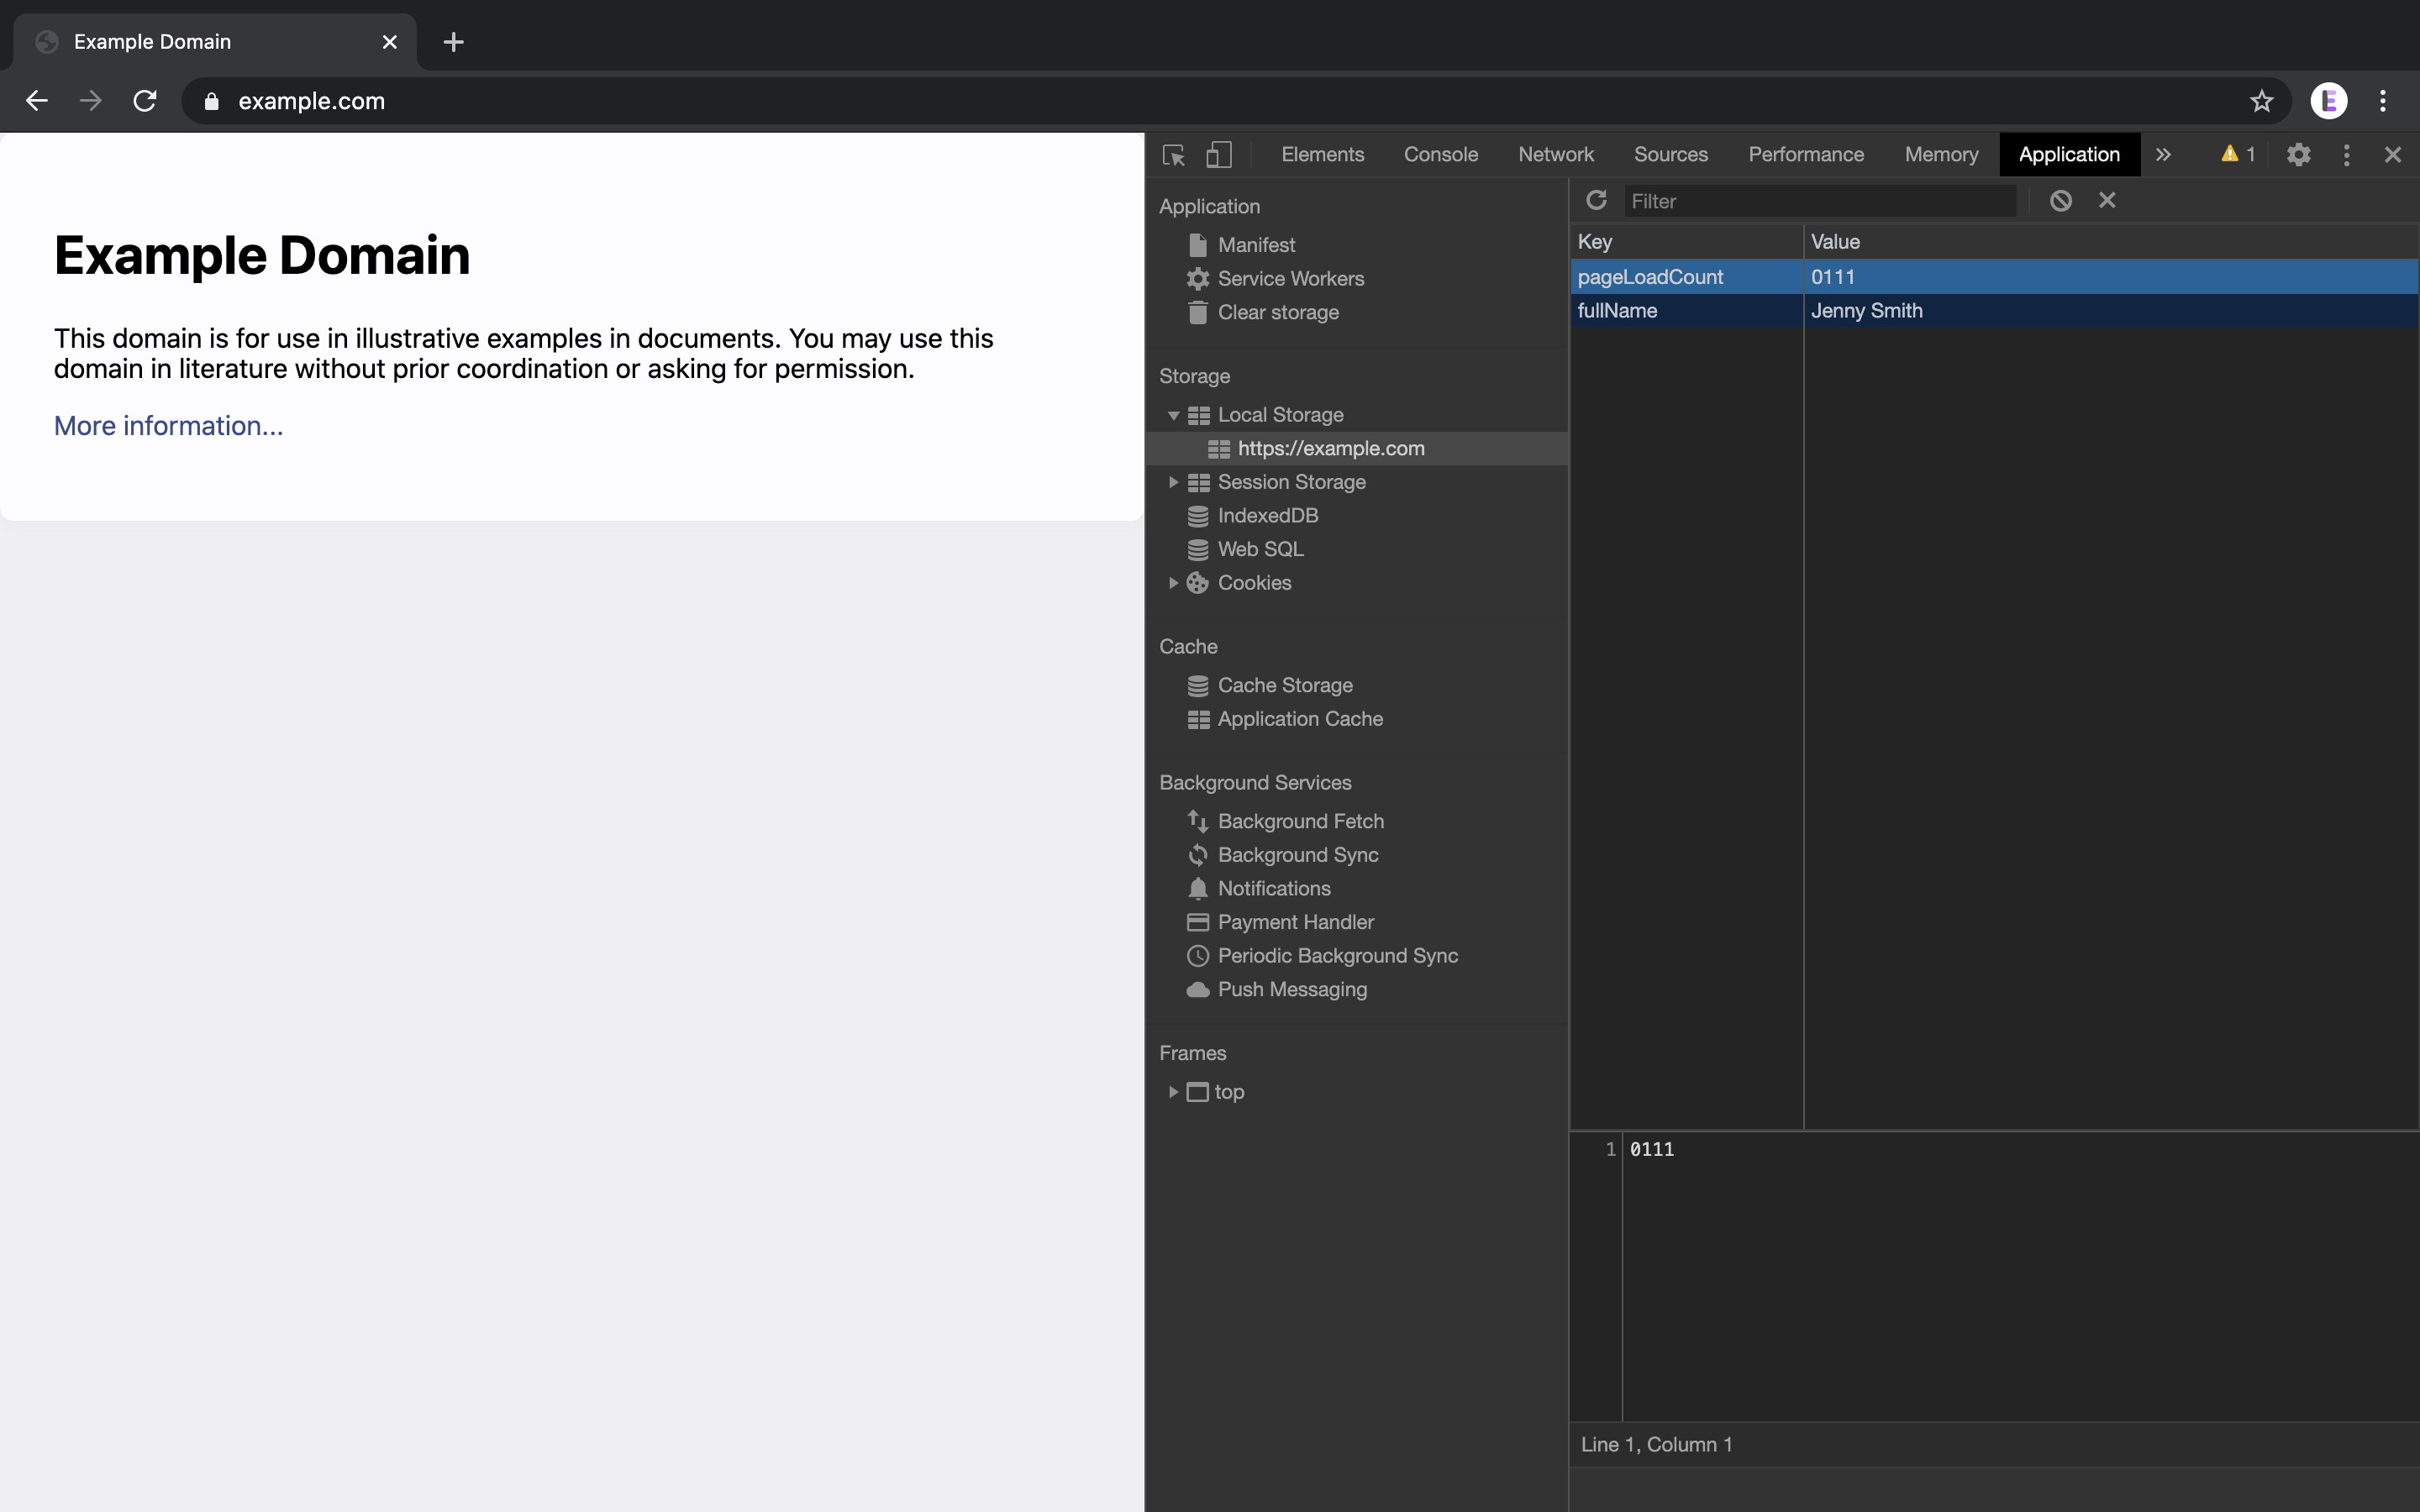 Example Domain
example.com
Example Domain
This domain is for use in illustrative examples in documents. You may use this
domain in literature without prior coordination or asking for permission.
More information...
Elements Console Network Sources Performance Memory Application 1
Application
Manifest
Service Workers
Clear storage
Storage
Local Storage
https://example.com
Session Storage
IndexedDB
Web SQL
Cookies
Cache
Cache Storage
Application Cache
Background Services
Background Fetch
Background Sync
Notifications
Payment Handler
Periodic Background Sync
Push Messaging
Frames
top
Filter
Key Value
pageLoadCount 0111
fullName Jenny Smith
1 0111
Line 1, Column 1